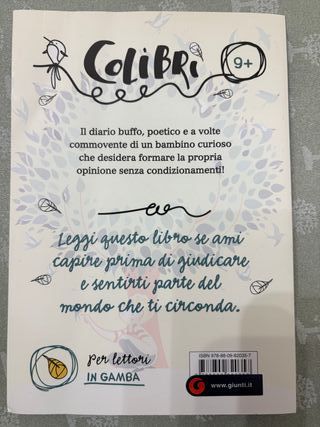 COLIBRÌ
9+
Il diario buffo, poetico e a volte
commovente di un bambino curioso
che desidera formare la propria
opinione senza condizionamenti!
Leggi questo libro se ami
capire prima di giudicare
e sentirti parte del
mondo che ti circonda.
Per lettori
IN GAMBA
www.giunti.it